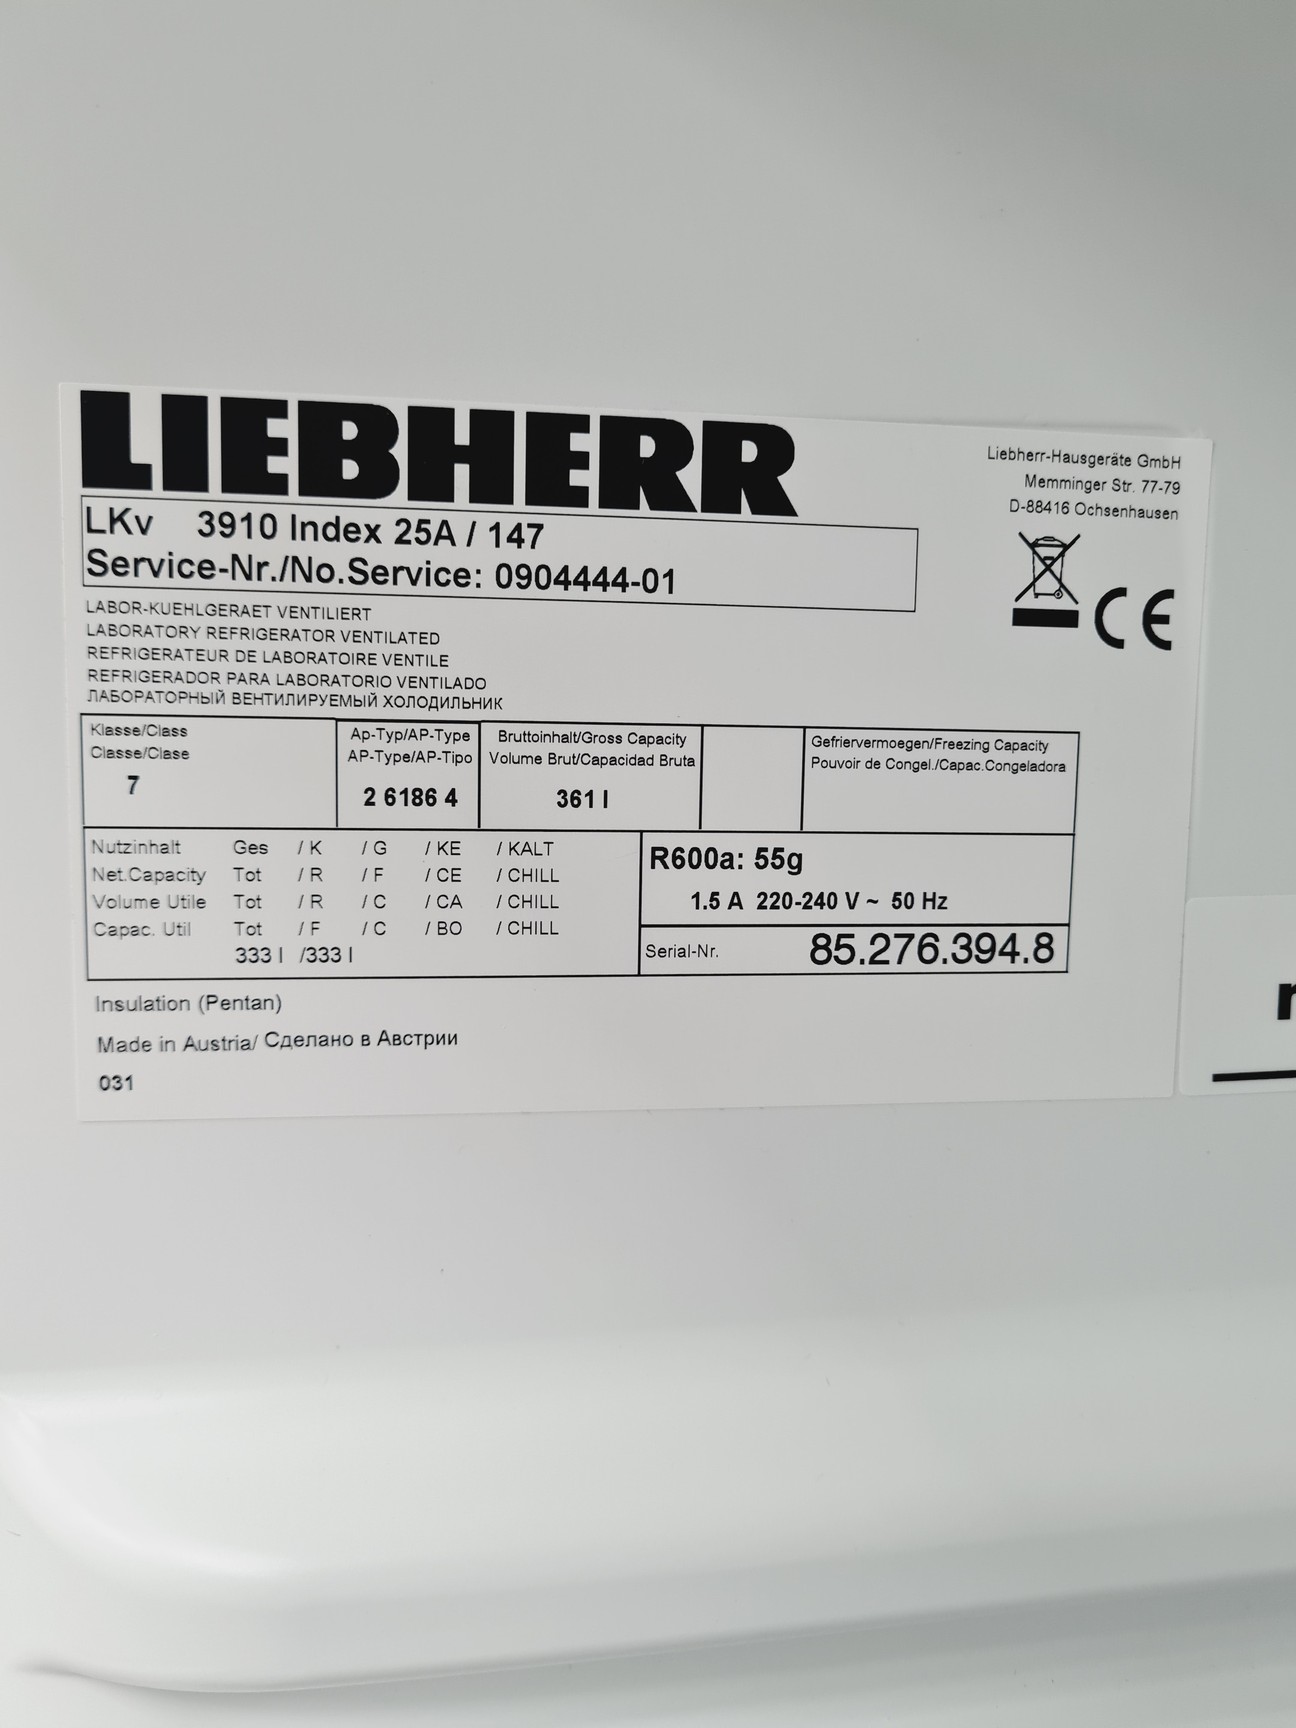 LIEBHERR
Liebherr-Hausgeräte GmbH
Memminger Str. 77-79
D-88416 Ochsenhausen
LKv 3910 Index 25A / 147
Service-Nr./No.Service: 0904444-01
CE
LABOR-KUEHLGERAET VENTILIERT
LABORATORY REFRIGERATOR VENTILATED
REFRIGERATEUR DE LABORATOIRE VENTILE
REFRIGERADOR PARA LABORATORIO VENTILADO
ЛАБОРАТОРНЫЙ ВЕНТИЛИРУЕМЫЙ ХОЛОДИЛЬНИК
Klasse/Class
Classe/Clase
7
Ap-Typ/AP-Type
AP-Type/AP-Tipo
2 6186 4
Bruttoinhalt/Gross Capacity
Volume Brut/Capacidad Bruta
361 l
Gefriervermoegen/Freezing Capacity
Pouvoir de Congel./Capac.Congeladora
Nutzinhalt Ges / K / G / KE / KALT
Net.Capacity Tot / R / F / CE / CHILL
Volume Utile Tot / R / C / CA / CHILL
Capac. Util Tot / F / C / BO / CHILL
333 l /333 l
R600a: 55g
1.5 A 220-240 V ~ 50 Hz
Serial-Nr. 85.276.394.8
Insulation (Pentan)
Made in Austria/ Сделано в Австрии
031